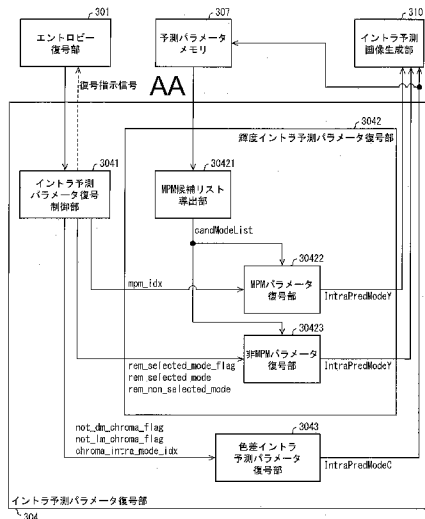 301
エントロピー
復号部
307
予測パラメータ
メモリ
310
イントラ予測
画像生成部
復号指示信号
AA
3042
輝度イントラ予測パラメータ復号部
3041
イントラ予測
パラメータ復号
制御部
30421
MPM候補リスト
導出部
candModeList
30422
MPMパラメータ
復号部
mpm_idx
IntraPredModeY
30423
非MPMパラメータ
復号部
rem_selected_mode_flag
rem_selected_mode
rem_non_selected_mode
IntraPredModeY
not_dm_chroma_flag
not_lm_chroma_flag
chroma_intra_mode_idx
3043
色差イントラ
予測パラメータ
復号部
IntraPredModeC
イントラ予測パラメータ復号部
304